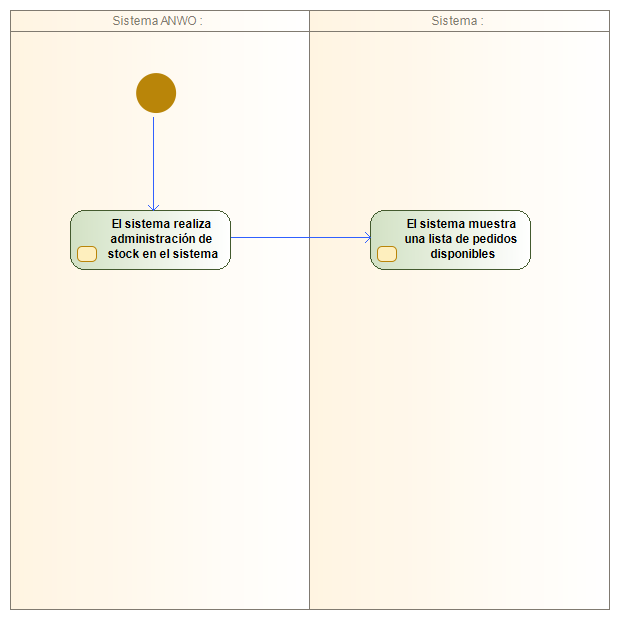 Sistema ANWO :
Sistema :
El sistema realiza
administración de
stock en el sistema
El sistema muestra
una lista de pedidos
disponibles